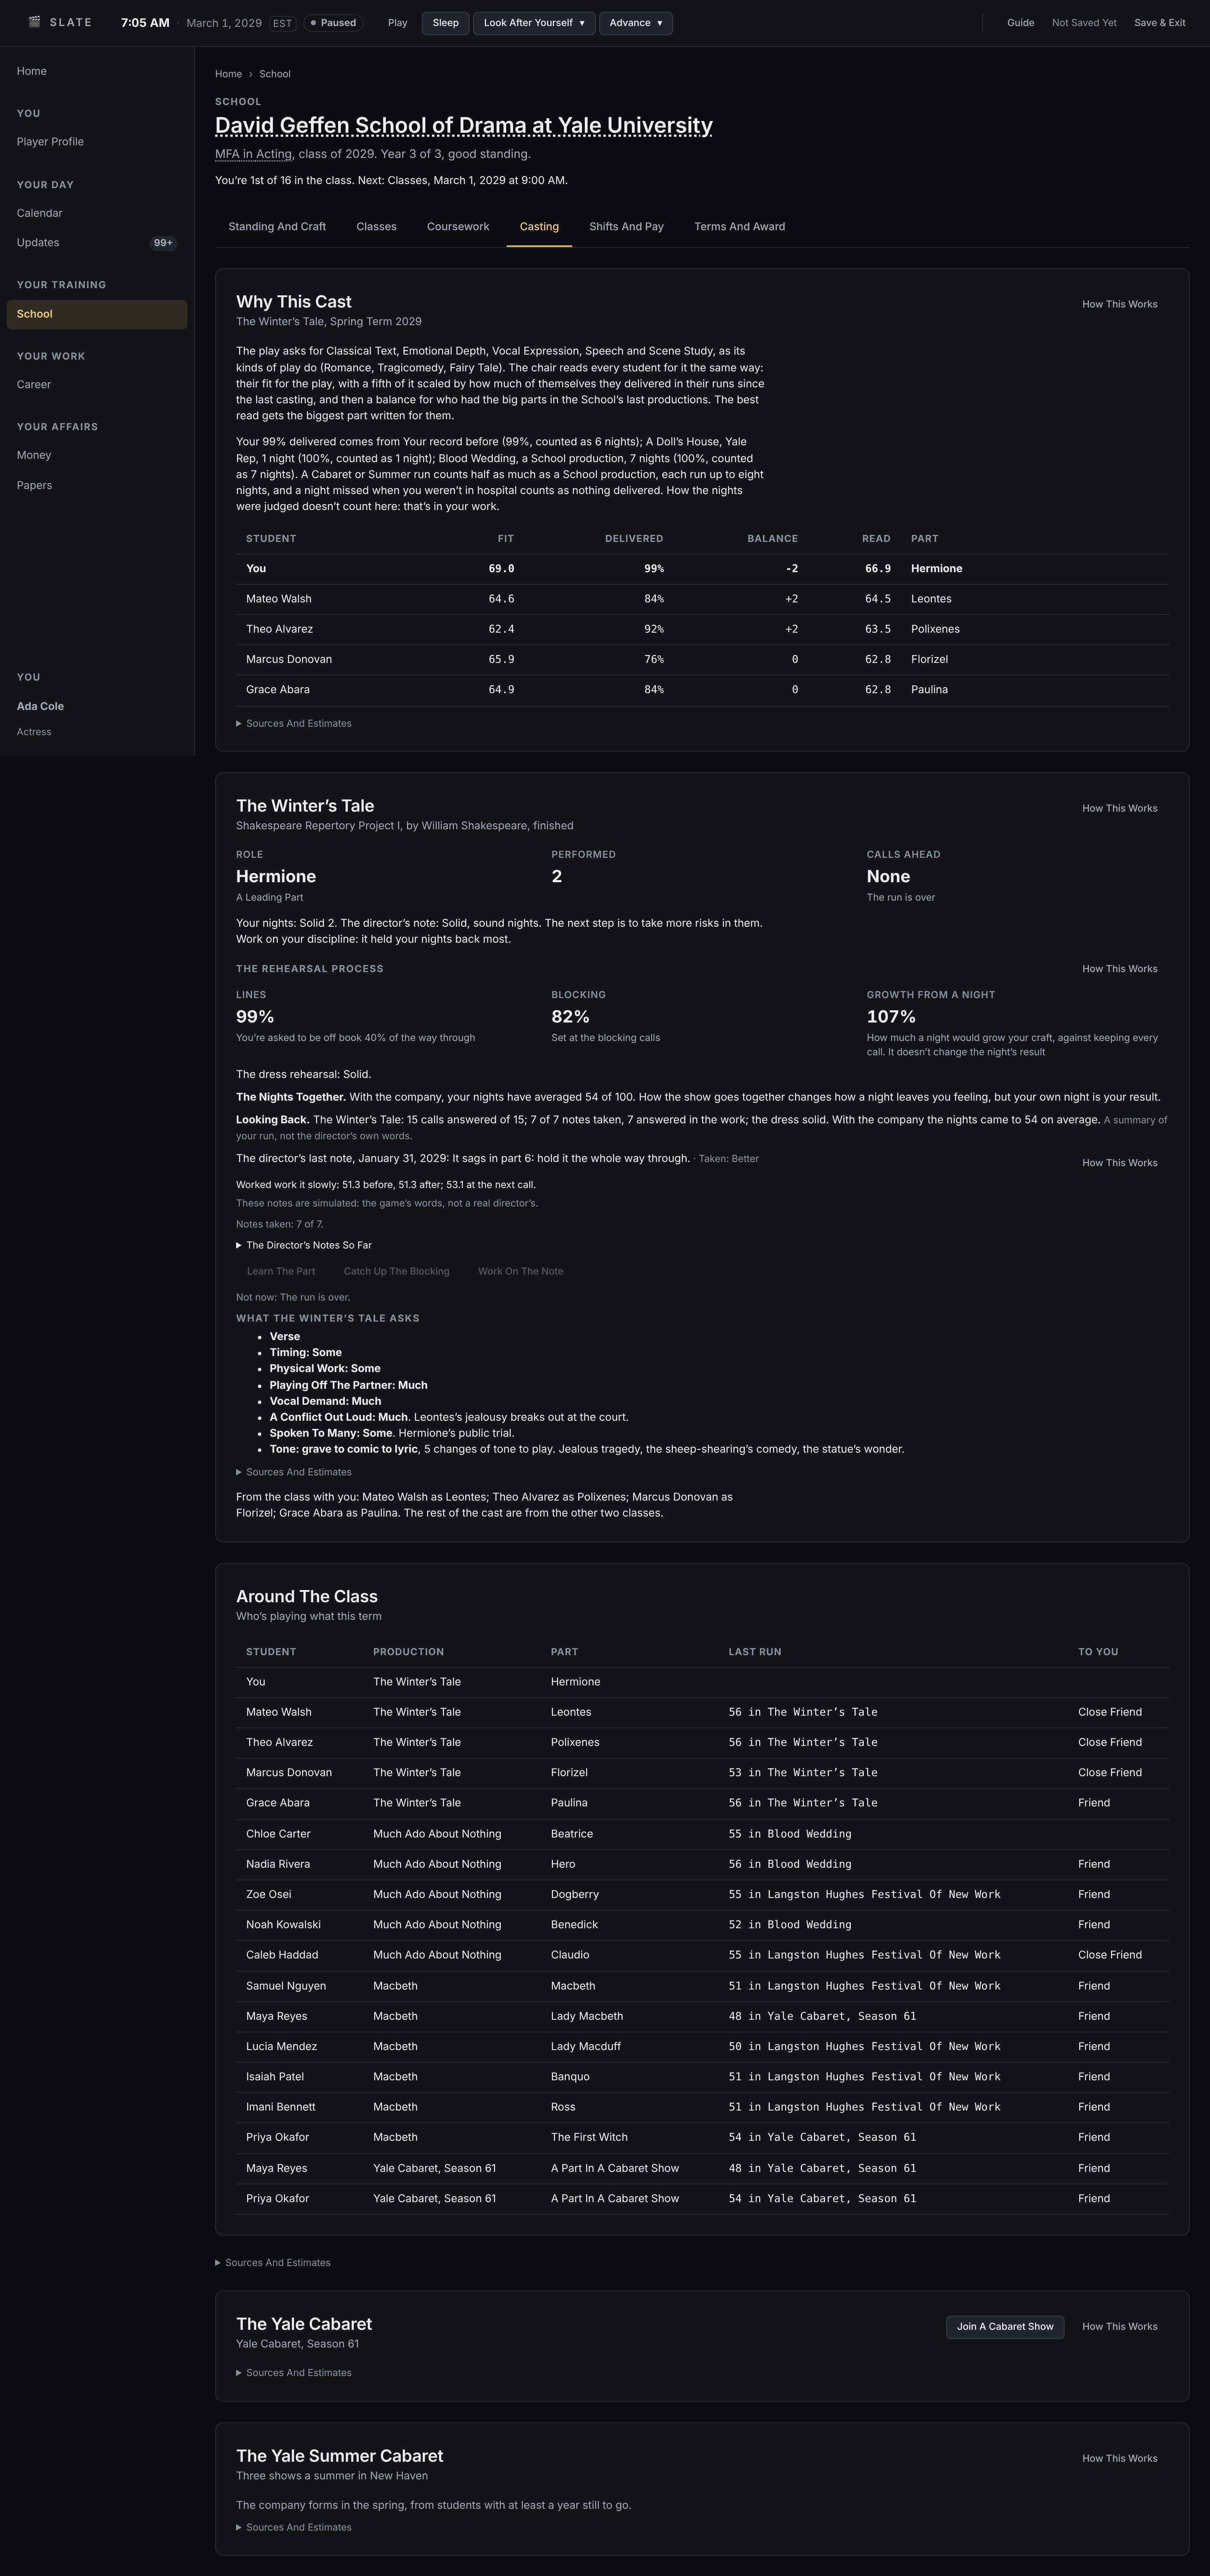 SLATE
7:05 AM · March 1, 2029 EST Paused Play Sleep Look After Yourself ▾ Advance ▾ Guide Not Saved Yet Save & Exit
Home
YOU
Player Profile
YOUR DAY
Calendar
Updates 99+
YOUR TRAINING
School
YOUR WORK
Career
YOUR AFFAIRS
Money
Papers
YOU
Ada Cole
Actress
Home › School
SCHOOL
David Geffen School of Drama at Yale University
MFA in Acting, class of 2029. Year 3 of 3, good standing.
You're 1st of 16 in the class. Next: Classes, March 1, 2029 at 9:00 AM.
Standing And Craft Classes Coursework Casting Shifts And Pay Terms And Award
Why This Cast How This Works
The Winter's Tale, Spring Term 2029
The play asks for Classical Text, Emotional Depth, Vocal Expression, Speech and Scene Study, as its
kinds of play do (Romance, Tragicomedy, Fairy Tale). The chair reads every student for it the same way:
their fit for the play, with a fifth of it scaled by how much of themselves they delivered in their runs since
the last casting, and then a balance for who had the big parts in the School's last productions. The best
read gets the biggest part written for them.
Your 99% delivered comes from Your record before (99%, counted as 6 nights); A Doll's House, Yale
Rep, 1 night (100%, counted as 1 night); Blood Wedding, a School production, 7 nights (100%, counted
as 7 nights). A Cabaret or Summer run counts half as much as a School production, each run up to eight
nights, and a night missed when you weren't in hospital counts as nothing delivered. How the nights
were judged doesn't count here: that's in your work.
STUDENT FIT DELIVERED BALANCE READ PART
You 69.0 99% -2 66.9 Hermione
Mateo Walsh 64.6 84% +2 64.5 Leontes
Theo Alvarez 62.4 92% +2 63.5 Polixenes
Marcus Donovan 65.9 76% 0 62.8 Florizel
Grace Abara 64.9 84% 0 62.8 Paulina
▶ Sources And Estimates
The Winter's Tale How This Works
Shakespeare Repertory Project I, by William Shakespeare, finished
ROLE PERFORMED CALLS AHEAD
Hermione 2 None
A Leading Part The run is over
Your nights: Solid 2. The director's note: Solid, sound nights. The next step is to take more risks in them.
Work on your discipline: it held your nights back most.
THE REHEARSAL PROCESS How This Works
LINES BLOCKING GROWTH FROM A NIGHT
99% 82% 107%
You're asked to be off book 40% of the way through Set at the blocking calls How much a night would grow your craft, against keeping every
call. It doesn't change the night's result
The dress rehearsal: Solid.
The Nights Together. With the company, your nights have averaged 54 of 100. How the show goes together changes how a night leaves you feeling, but your own night is your result.
Looking Back. The Winter's Tale: 15 calls answered of 15; 7 of 7 notes taken, 7 answered in the work; the dress solid. With the company the nights came to 54 on average. A summary of
your run, not the director's own words.
The director's last note, January 31, 2029: It sags in part 6: hold it the whole way through. · Taken: Better How This Works
Worked work it slowly: 51.3 before, 51.3 after; 53.1 at the next call.
These notes are simulated: the game's words, not a real director's.
Notes taken: 7 of 7.
▶ The Director's Notes So Far
Learn The Part Catch Up The Blocking Work On The Note
Not now: The run is over.
WHAT THE WINTER'S TALE ASKS
• Verse
• Timing: Some
• Physical Work: Some
• Playing Off The Partner: Much
• Vocal Demand: Much
• A Conflict Out Loud: Much. Leontes's jealousy breaks out at the court.
• Spoken To Many: Some. Hermione's public trial.
• Tone: grave to comic to lyric, 5 changes of tone to play. Jealous tragedy, the sheep-shearing's comedy, the statue's wonder.
▶ Sources And Estimates
From the class with you: Mateo Walsh as Leontes; Theo Alvarez as Polixenes; Marcus Donovan as
Florizel; Grace Abara as Paulina. The rest of the cast are from the other two classes.
Around The Class
Who's playing what this term
STUDENT PRODUCTION PART LAST RUN TO YOU
You The Winter's Tale Hermione
Mateo Walsh The Winter's Tale Leontes 56 in The Winter's Tale Close Friend
Theo Alvarez The Winter's Tale Polixenes 56 in The Winter's Tale Close Friend
Marcus Donovan The Winter's Tale Florizel 53 in The Winter's Tale Close Friend
Grace Abara The Winter's Tale Paulina 56 in The Winter's Tale Friend
Chloe Carter Much Ado About Nothing Beatrice 55 in Blood Wedding
Nadia Rivera Much Ado About Nothing Hero 56 in Blood Wedding Friend
Zoe Osei Much Ado About Nothing Dogberry 55 in Langston Hughes Festival Of New Work Friend
Noah Kowalski Much Ado About Nothing Benedick 52 in Blood Wedding Friend
Caleb Haddad Much Ado About Nothing Claudio 55 in Langston Hughes Festival Of New Work Close Friend
Samuel Nguyen Macbeth Macbeth 51 in Langston Hughes Festival Of New Work Friend
Maya Reyes Macbeth Lady Macbeth 48 in Yale Cabaret, Season 61 Friend
Lucia Mendez Macbeth Lady Macduff 50 in Langston Hughes Festival Of New Work Friend
Isaiah Patel Macbeth Banquo 51 in Langston Hughes Festival Of New Work Friend
Imani Bennett Macbeth Ross 51 in Langston Hughes Festival Of New Work Friend
Priya Okafor Macbeth The First Witch 54 in Yale Cabaret, Season 61 Friend
Maya Reyes Yale Cabaret, Season 61 A Part In A Cabaret Show 48 in Yale Cabaret, Season 61 Friend
Priya Okafor Yale Cabaret, Season 61 A Part In A Cabaret Show 54 in Yale Cabaret, Season 61 Friend
▶ Sources And Estimates
The Yale Cabaret Join A Cabaret Show How This Works
Yale Cabaret, Season 61
▶ Sources And Estimates
The Yale Summer Cabaret How This Works
Three shows a summer in New Haven
The company forms in the spring, from students with at least a year still to go.
▶ Sources And Estimates